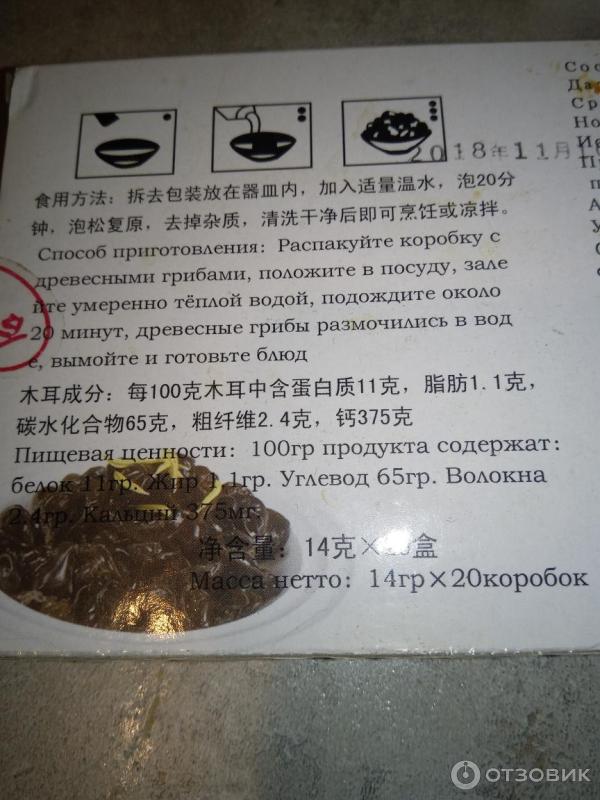 Сос
Да
Ср
Но
2018年11月
食用方法：拆去包装放在器皿内，加入适量温水，泡20分
钟，泡松复原，去掉杂质，清洗干净后即可烹饪或凉拌。
Способ приготовления: Распакуйте коробку с
древесными грибами, положите в посуду, зале
йте умеренно тёплой водой, подождите около
20 минут, древесные грибы размочились в вод
е, вымойте и готовьте блюд
木耳成分：每100克木耳中含蛋白质11克，脂肪1.1克，
碳水化合物65克，粗纤维2.4克，钙375克
Пищевая ценности: 100гр продукта содержат:
белок 11гр. Жир 1.1гр. Углевод 65гр. Волокна
2.4гр. Кальций 375мг.
净含量：14克×20盒
Масса нетто: 14гр×20коробок
ОТЗОВИК